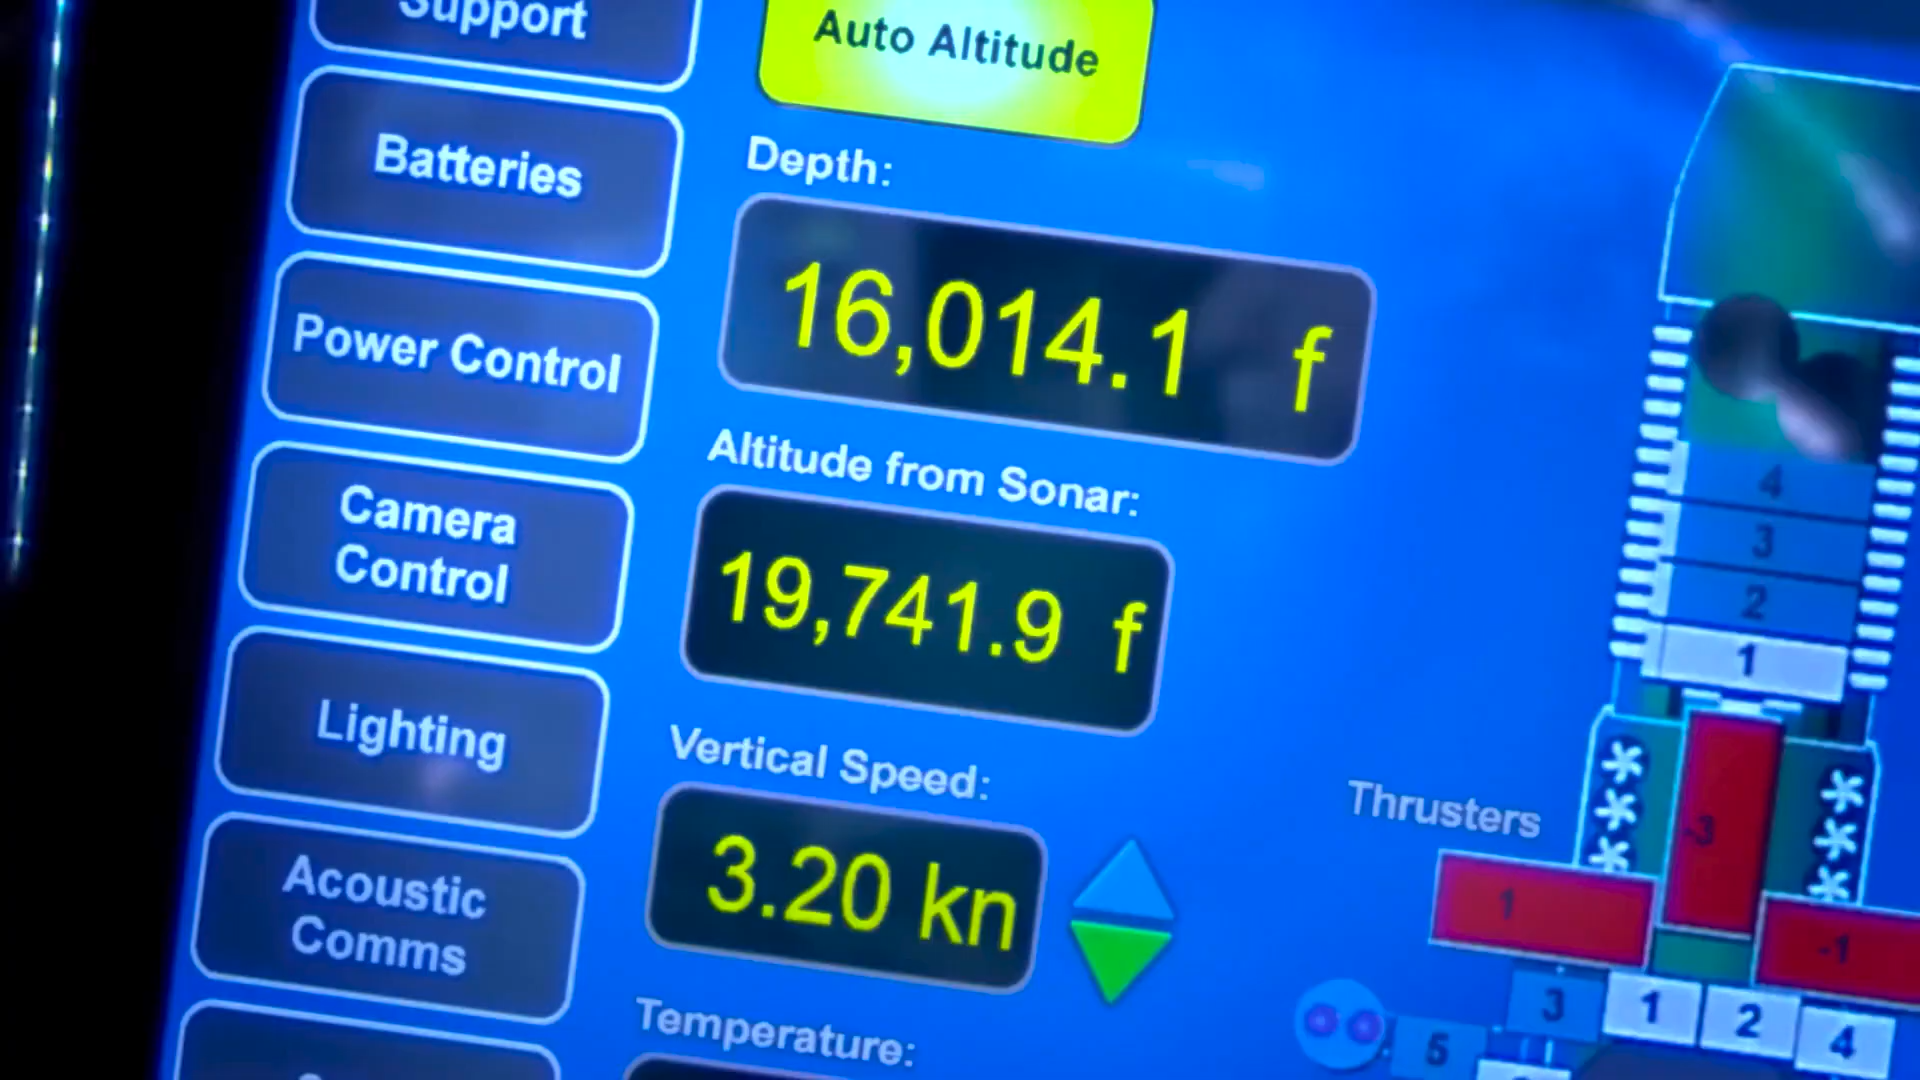 Support
Batteries
Power Control
Camera
Control
Lighting
Acoustic
Comms
Auto Altitude
Depth:
16,014.1 f
Altitude from Sonar:
19,741.9 f
Vertical Speed:
3.20 kn
Temperature:
4
3
2
1
Thrusters
-3
1
-1
3
1
2
4
5